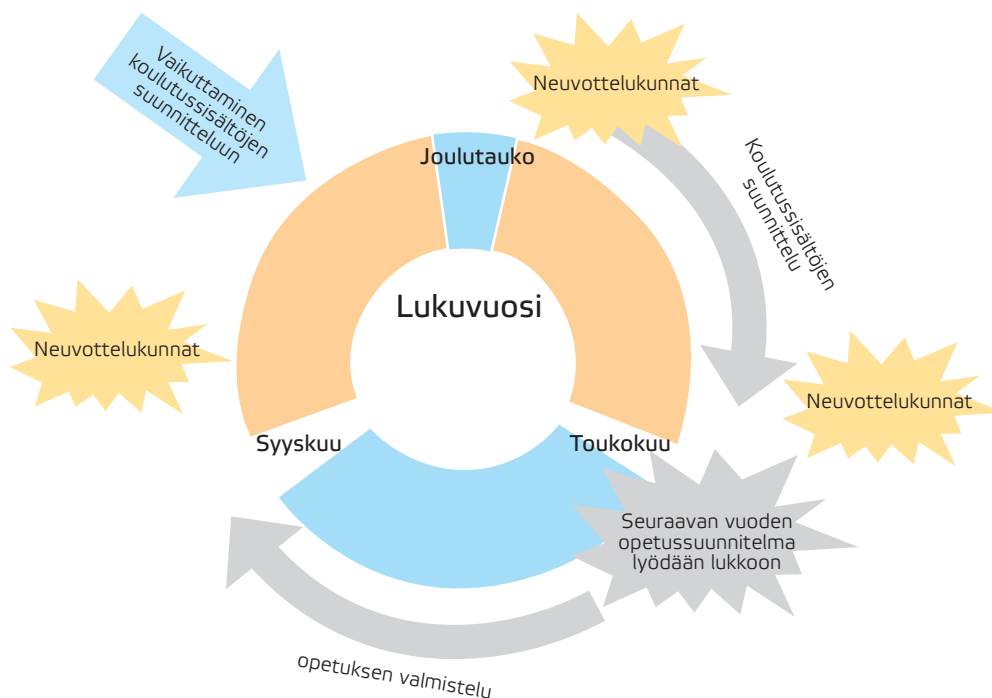 Vaikuttaminen
koulutussisältöjen
suunnitteluun
Neuvottelukunnat
Joulutauko
Koulutussisältöjen
suunnittelu
Lukuvuosi
Neuvottelukunnat
Neuvottelukunnat
Syyskuu
Toukokuu
Seuraavan vuoden
opetussuunnitelma
lyödään lukkoon
opetuksen valmistelu